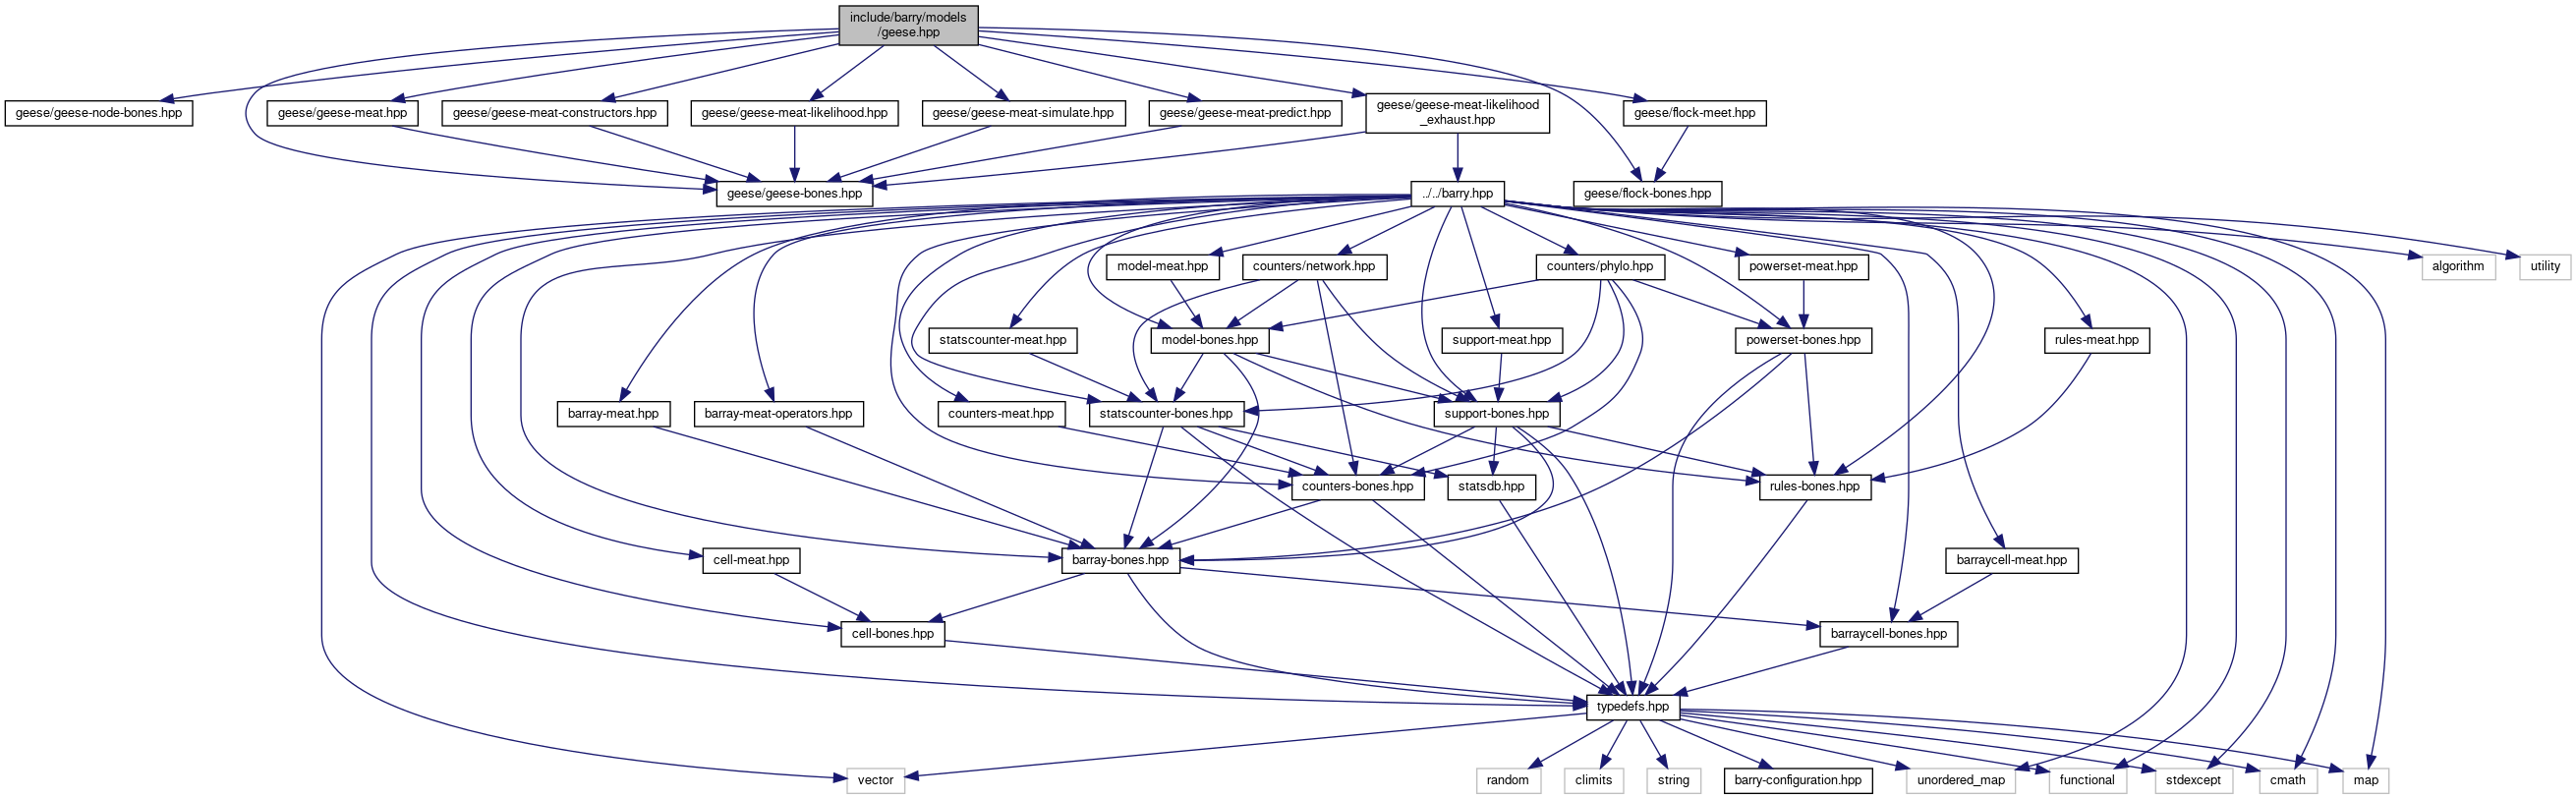 include/barry/models
/geese.hpp
geese/geese-node-bones.hpp
geese/geese-meat.hpp
geese/geese-meat-constructors.hpp
geese/geese-meat-likelihood.hpp
geese/geese-meat-simulate.hpp
geese/geese-meat-predict.hpp
geese/geese-meat-likelihood
_exhaust.hpp
geese/flock-meet.hpp
geese/geese-bones.hpp
../../barry.hpp
geese/flock-bones.hpp
model-meat.hpp
counters/network.hpp
counters/phylo.hpp
powerset-meat.hpp
algorithm
utility
statscounter-meat.hpp
model-bones.hpp
support-meat.hpp
powerset-bones.hpp
rules-meat.hpp
barray-meat.hpp
barray-meat-operators.hpp
counters-meat.hpp
statscounter-bones.hpp
support-bones.hpp
counters-bones.hpp
statsdb.hpp
rules-bones.hpp
cell-meat.hpp
barray-bones.hpp
barraycell-meat.hpp
cell-bones.hpp
barraycell-bones.hpp
typedefs.hpp
vector
random
climits
string
barry-configuration.hpp
unordered_map
functional
stdexcept
cmath
map